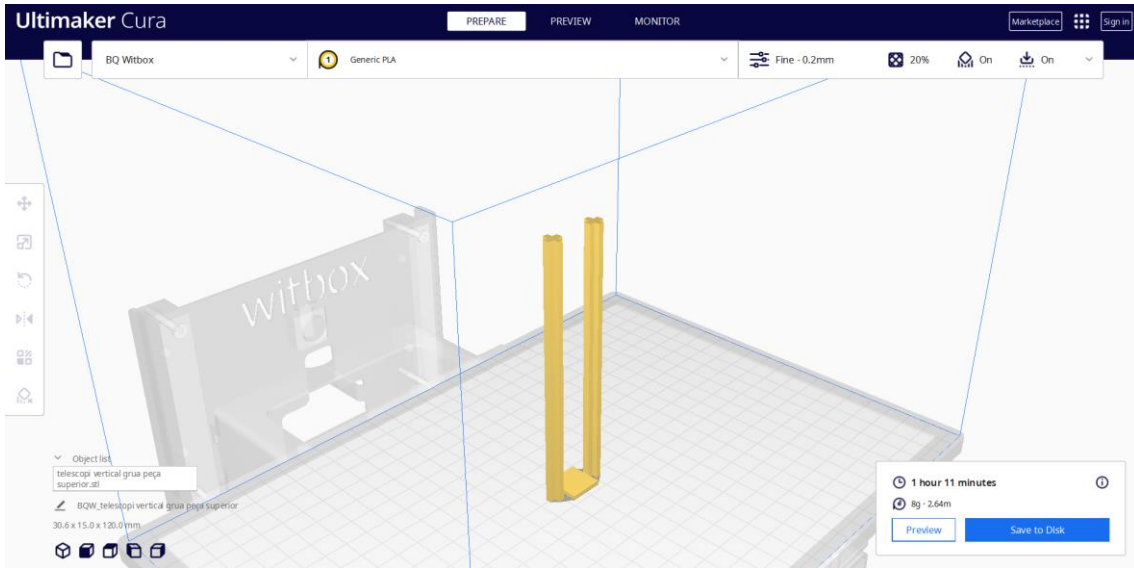 Ultimaker Cura
PREPARE
PREVIEW
MONITOR
Marketplace
Sign in
BQ Witbox
1
Generic PLA
Fine - 0.2mm
20%
On
On
witbox
Object list
telescopi vertical grua peça
superior.stl
BQW_telescopi vertical grua peça superior
30.6 x 15.0 x 120.0 mm
1 hour 11 minutes
8g · 2.64m
Preview
Save to Disk